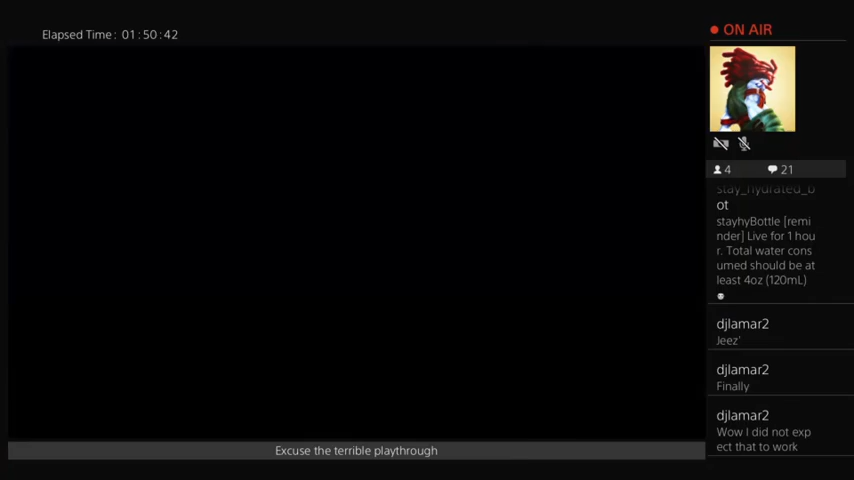 Elapsed Time: 01:50:42
ON AIR
4
21
stay_hydrated_b
ot
stayhyBottle [remi
nder] Live for 1 hou
r. Total water cons
umed should be at
least 4oz (120mL)
djlamar2
Jeez'
djlamar2
Finally
djlamar2
Wow I did not exp
ect that to work
Excuse the terrible playthrough